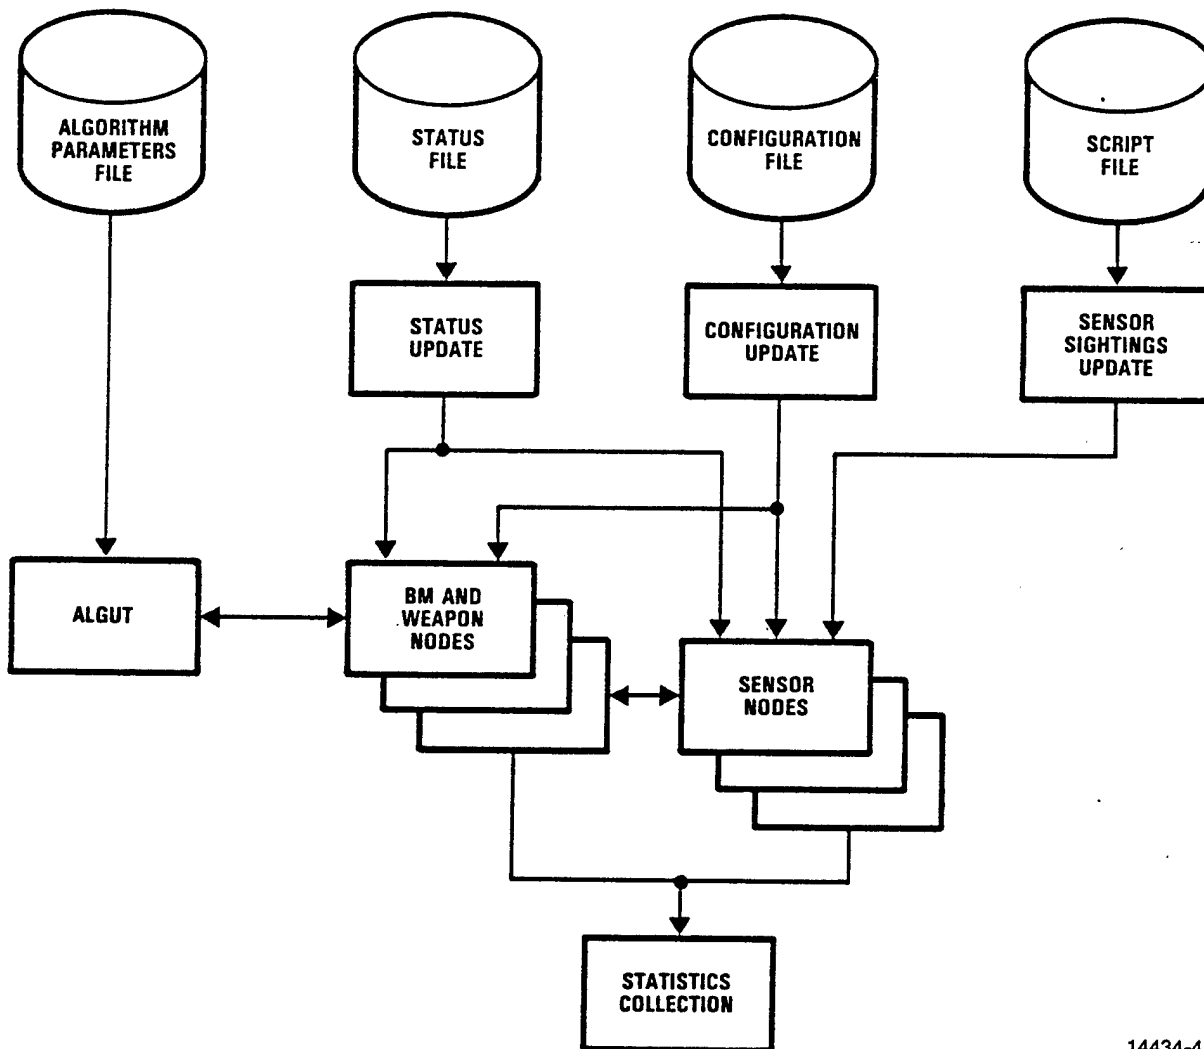 ALGORITHM
PARAMETERS
FILE
STATUS
FILE
CONFIGURATION
FILE
SCRIPT
FILE
STATUS
UPDATE
CONFIGURATION
UPDATE
SENSOR
SIGHTINGS
UPDATE
ALGUT
BM AND
WEAPON
NODES
SENSOR
NODES
STATISTICS
COLLECTION
14434-4